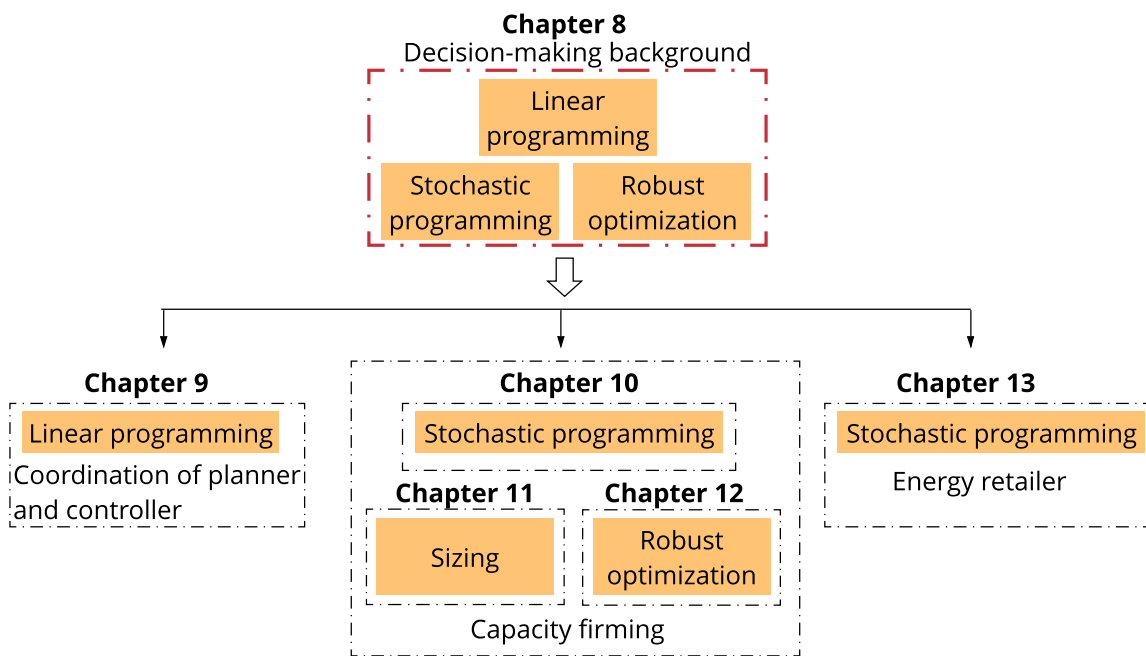 Chapter 8
Decision-making background
Linear
programming
Stochastic
programming
Robust
optimization
Chapter 9
Linear programming
Coordination of planner
and controller
Chapter 10
Stochastic programming
Chapter 11
Sizing
Chapter 12
Robust
optimization
Capacity firming
Chapter 13
Stochastic programming
Energy retailer